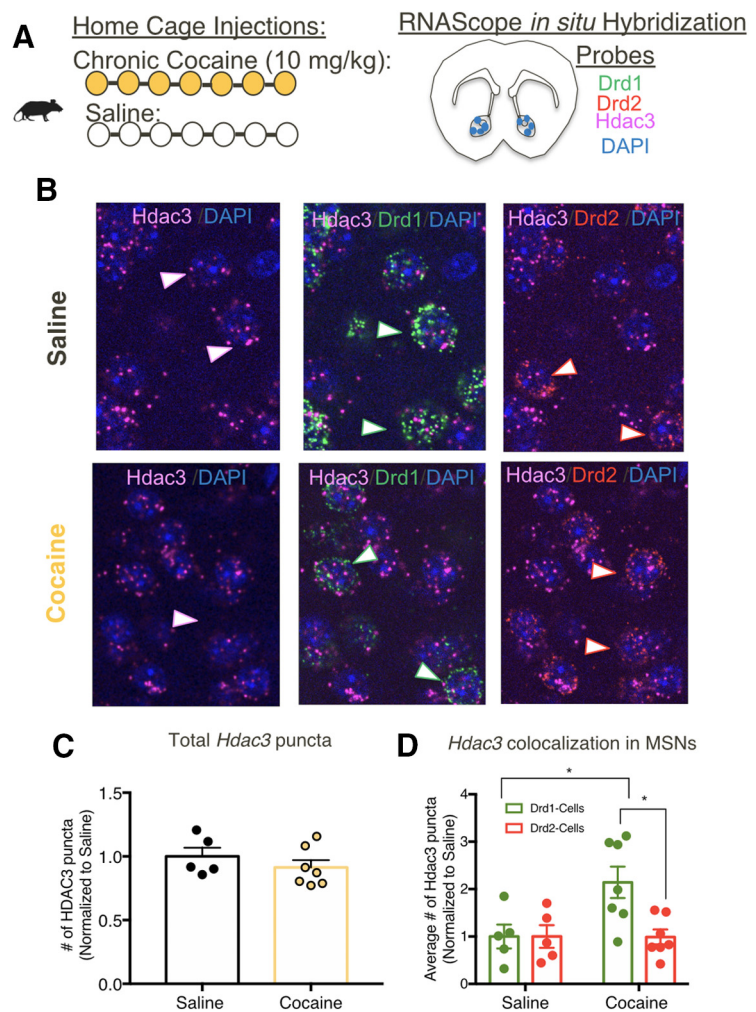 A
Home Cage Injections:
Chronic Cocaine (10 mg/kg):
Saline:
RNAScope in situ Hybridization
Probes
Drd1
Drd2
Hdac3
DAPI
B
Saline
Hdac3/DAPI
Hdac3/Drd1/DAPI
Hdac3/Drd2/DAPI
Cocaine
Hdac3/DAPI
Hdac3/Drd1/DAPI
Hdac3/Drd2/DAPI
C
Total Hdac3 puncta
# of HDAC3 puncta
(Normalized to Saline)
1.5
1.0
0.5
0.0
Saline Cocaine
D
Hdac3 colocalization in MSNs
Average # of Hdac3 puncta
(Normalized to Saline)
*
*
Drd1-Cells
Drd2-Cells
4
3
2
1
0
Saline Cocaine